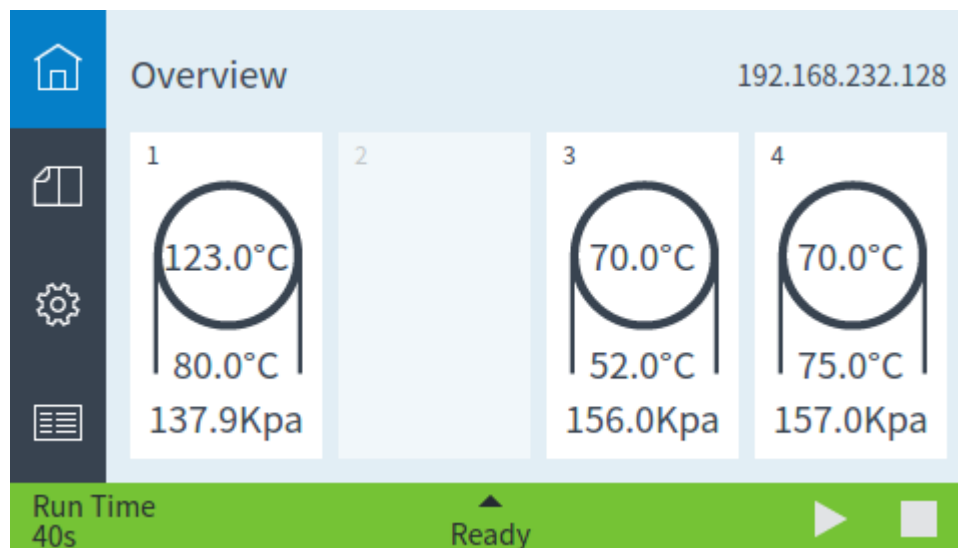 Overview
192.168.232.128
1
123.0°C
80.0°C
137.9Kpa
2
3
70.0°C
52.0°C
156.0Kpa
4
70.0°C
75.0°C
157.0Kpa
Run Time
40s
Ready